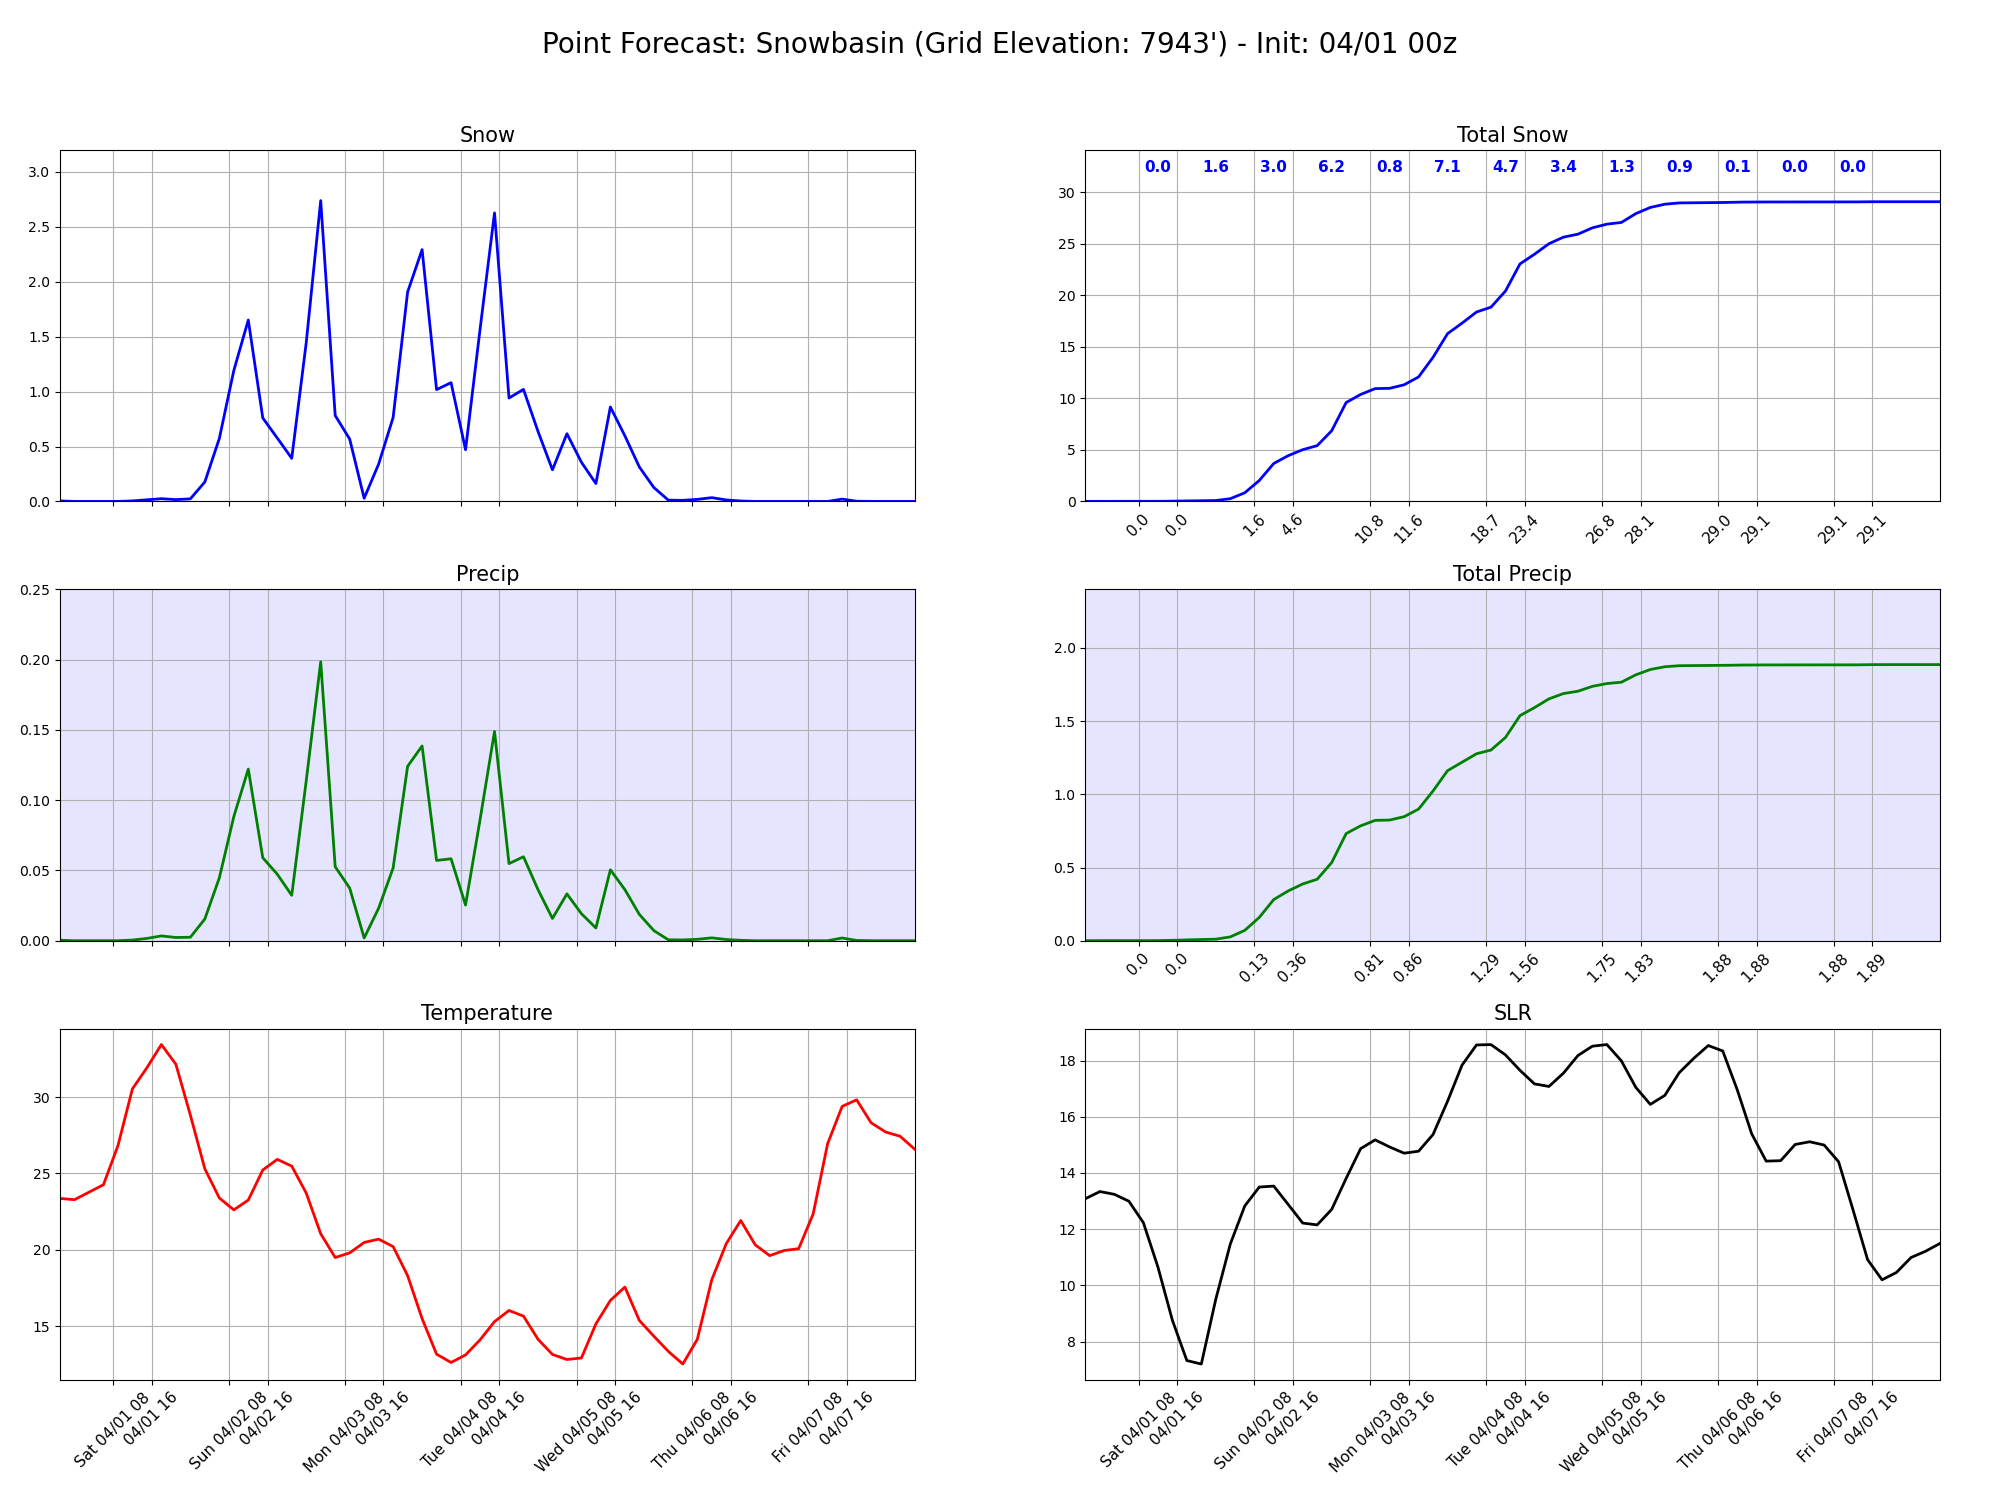 Point Forecast: Snowbasin (Grid Elevation: 7943') - Init: 04/01 00z
Snow
3.0
2.5
2.0
1.5
1.0
0.5
0.0
Total Snow
0.0 1.6 3.0 6.2 0.8 7.1 4.7 3.4 1.3 0.9 0.1 0.0 0.0
30
25
20
15
10
5
0
0.0 0.0 1.6 4.6 10.8 11.6 18.7 23.4 26.8 28.1 29.0 29.1 29.1 29.1
Precip
0.25
0.20
0.15
0.10
0.05
0.00
Total Precip
2.0
1.5
1.0
0.5
0.0
0.0 0.0 0.13 0.36 0.81 0.86 1.29 1.56 1.75 1.83 1.88 1.88 1.88 1.89
Temperature
30
25
20
15
Sat 04/01 08
04/01 16
Sun 04/02 08
04/02 16
Mon 04/03 08
04/03 16
Tue 04/04 08
04/04 16
Wed 04/05 08
04/05 16
Thu 04/06 08
04/06 16
Fri 04/07 08
04/07 16
SLR
18
16
14
12
10
8
Sat 04/01 08
04/01 16
Sun 04/02 08
04/02 16
Mon 04/03 08
04/03 16
Tue 04/04 08
04/04 16
Wed 04/05 08
04/05 16
Thu 04/06 08
04/06 16
Fri 04/07 08
04/07 16